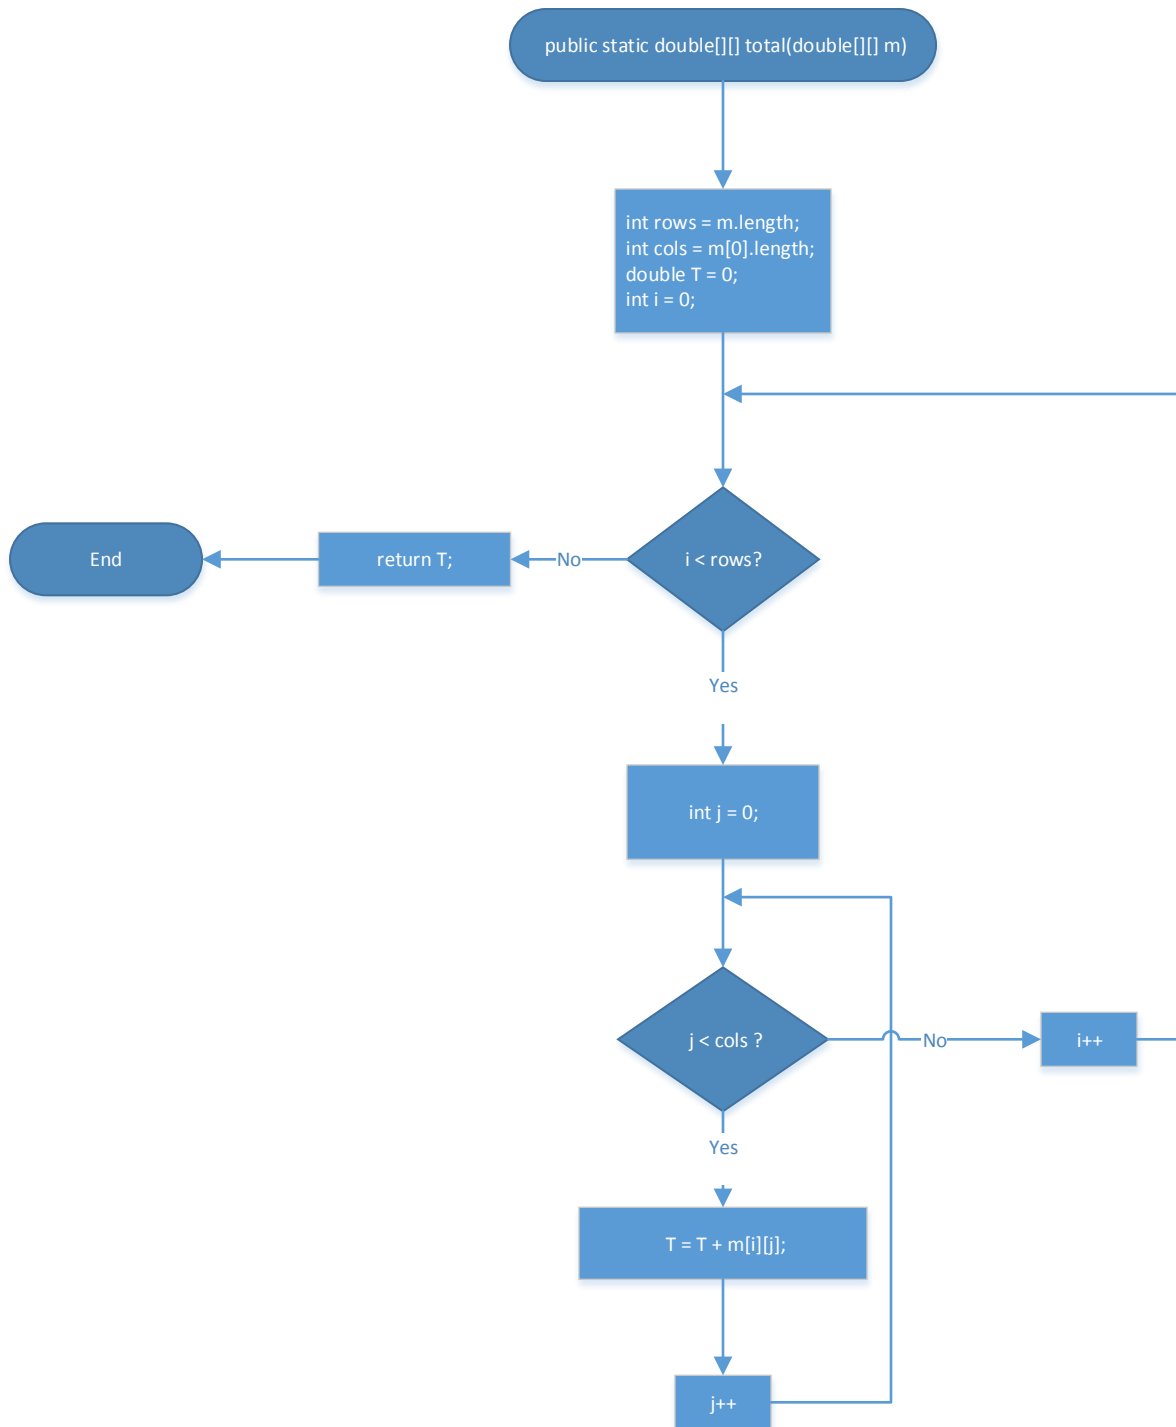 public static double[][] total(double[][] m)
int rows = m.length;
int cols = m[0].length;
double T = 0;
int i = 0;
i < rows?
No
return T;
End
Yes
int j = 0;
j < cols ?
No
i++
Yes
T = T + m[i][j];
j++